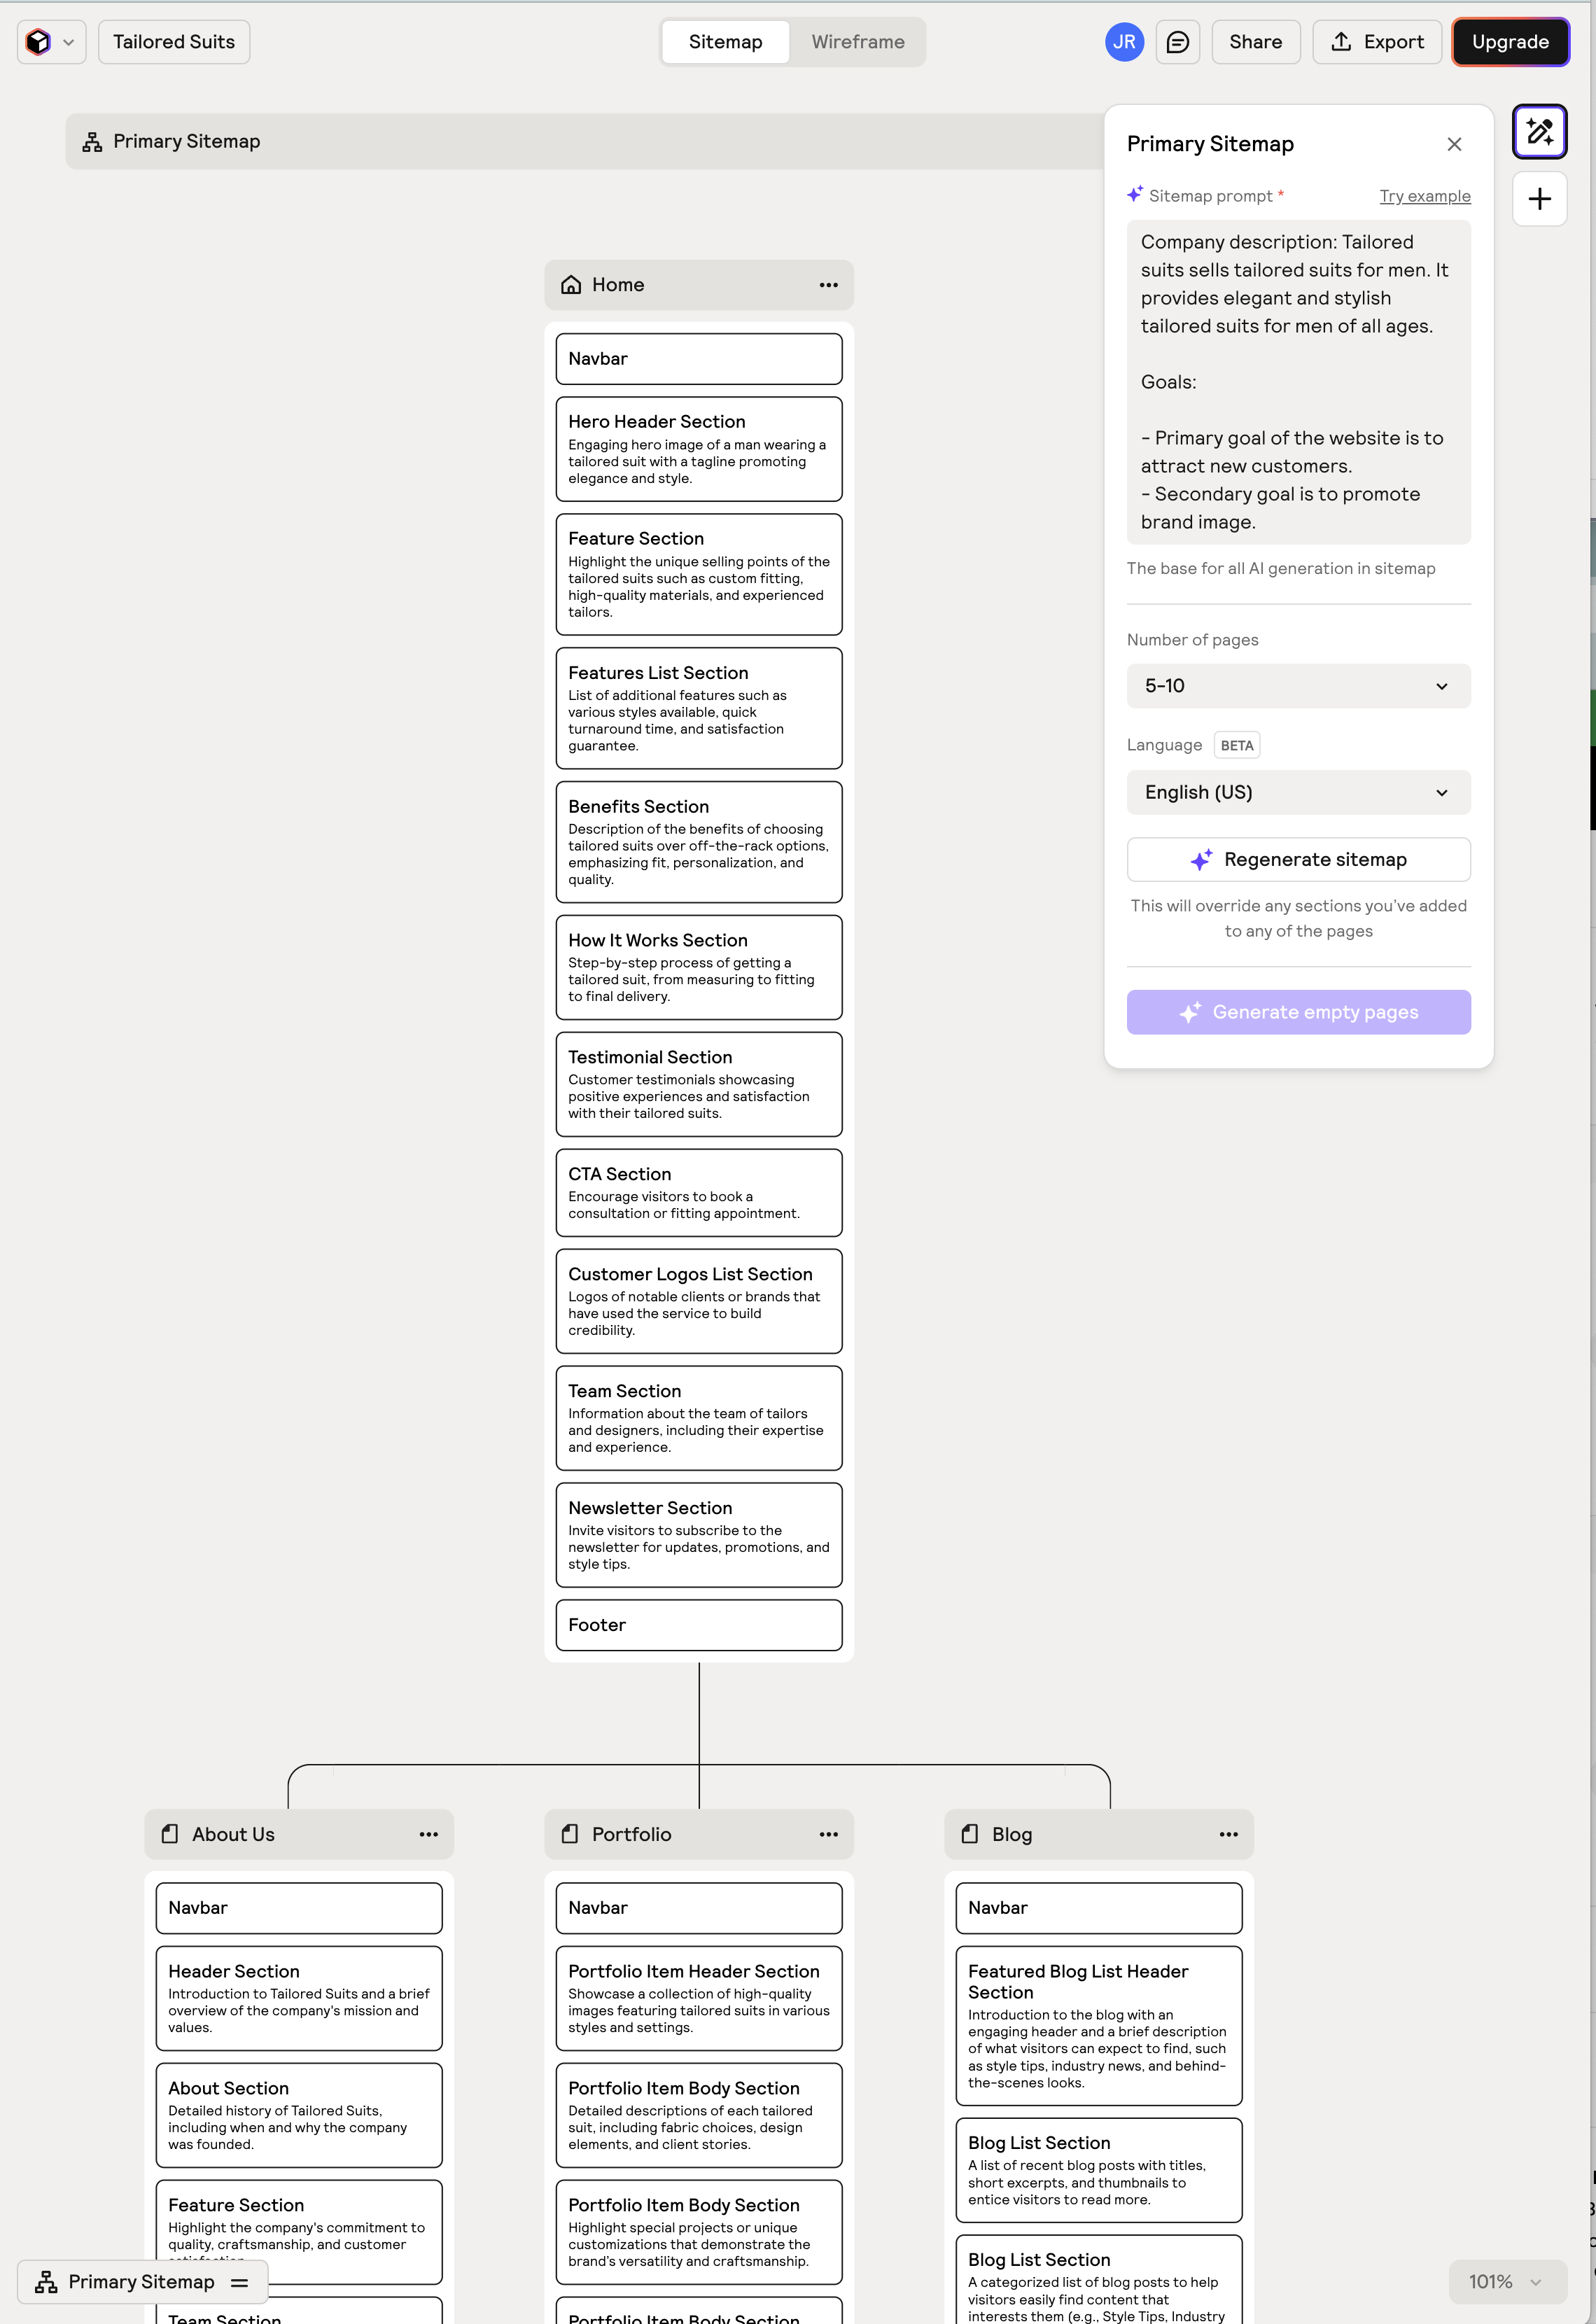 Tailored Suits
Sitemap
Wireframe
JR
Share
Export
Upgrade
Primary Sitemap
Primary Sitemap
Sitemap prompt *
Try example
Company description: Tailored
suits sells tailored suits for men. It
provides elegant and stylish
tailored suits for men of all ages.
Goals:
- Primary goal of the website is to
attract new customers.
- Secondary goal is to promote
brand image.
The base for all AI generation in sitemap
Number of pages
5-10
Language BETA
English (US)
Regenerate sitemap
This will override any sections you've added
to any of the pages
Generate empty pages
Home
Navbar
Hero Header Section
Engaging hero image of a man wearing a
tailored suit with a tagline promoting
elegance and style.
Feature Section
Highlight the unique selling points of the
tailored suits such as custom fitting,
high-quality materials, and experienced
tailors.
Features List Section
List of additional features such as
various styles available, quick
turnaround time, and satisfaction
guarantee.
Benefits Section
Description of the benefits of choosing
tailored suits over off-the-rack options,
emphasizing fit, personalization, and
quality.
How It Works Section
Step-by-step process of getting a
tailored suit, from measuring to fitting
to final delivery.
Testimonial Section
Customer testimonials showcasing
positive experiences and satisfaction
with their tailored suits.
CTA Section
Encourage visitors to book a
consultation or fitting appointment.
Customer Logos List Section
Logos of notable clients or brands that
have used the service to build
credibility.
Team Section
Information about the team of tailors
and designers, including their expertise
and experience.
Newsletter Section
Invite visitors to subscribe to the
newsletter for updates, promotions, and
style tips.
Footer
About Us
Navbar
Header Section
Introduction to Tailored Suits and a brief
overview of the company's mission and
values.
About Section
Detailed history of Tailored Suits,
including when and why the company
was founded.
Feature Section
Highlight the company's commitment to
quality, craftsmanship, and customer
Team Section
Portfolio
Navbar
Portfolio Item Header Section
Showcase a collection of high-quality
images featuring tailored suits in various
styles and settings.
Portfolio Item Body Section
Detailed descriptions of each tailored
suit, including fabric choices, design
elements, and client stories.
Portfolio Item Body Section
Highlight special projects or unique
customizations that demonstrate the
brand's versatility and craftsmanship.
Portfolio Item Body Section
Blog
Navbar
Featured Blog List Header
Section
Introduction to the blog with an
engaging header and a brief description
of what visitors can expect to find, such
as style tips, industry news, and behind-
the-scenes looks.
Blog List Section
A list of recent blog posts with titles,
short excerpts, and thumbnails to
entice visitors to read more.
Blog List Section
A categorized list of blog posts to help
visitors easily find content that
interests them (e.g., Style Tips, Industry
Primary Sitemap
101%